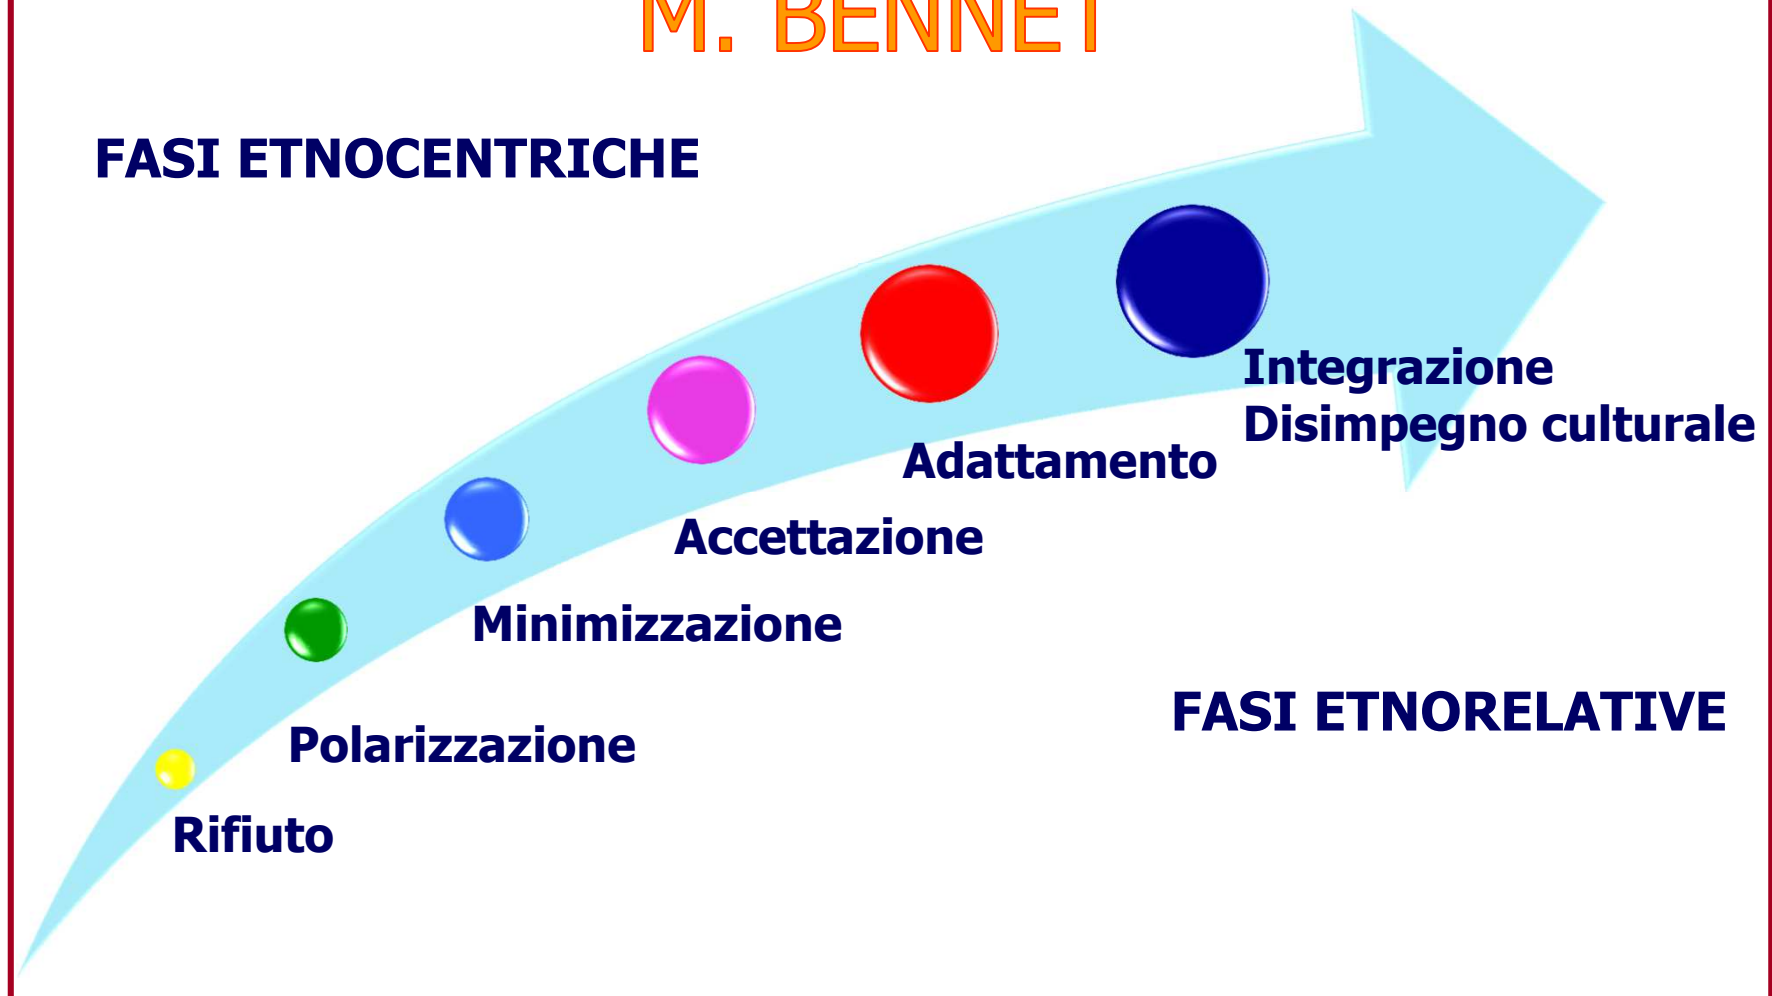 M. BENNET
FASI ETNOCENTRICHE
Integrazione
Disimpegno culturale
Adattamento
Accettazione
Minimizzazione
FASI ETNORELATIVE
Polarizzazione
Rifiuto